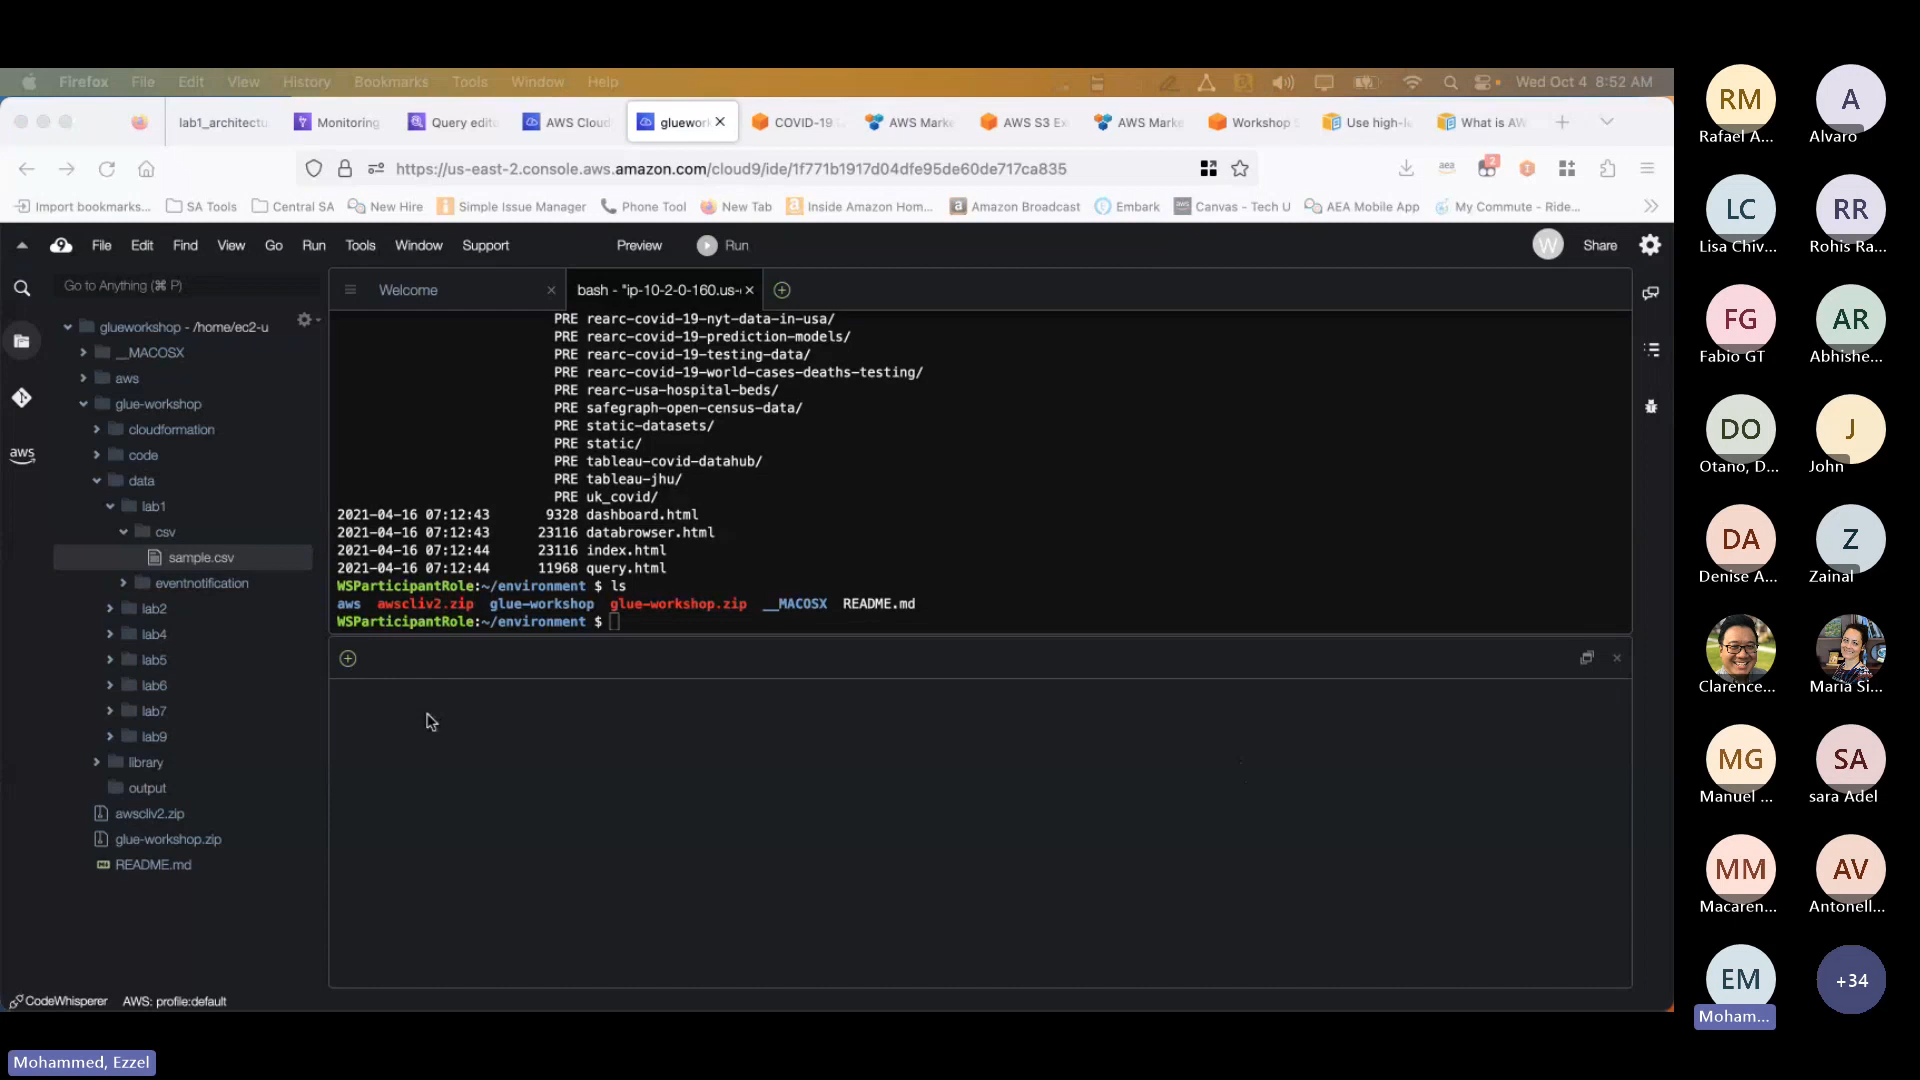 Firefox File Edit View History Bookmarks Tools Window Help Wed Oct 4 8:52 AM
lab1_architectu Monitoring Query edit AWS Cloud gluework COVID-19 AWS Marke AWS S3 Ex AWS Marke Workshop Use high-l What is AW
https://us-east-2.console.aws.amazon.com/cloud9/ide/1f771b1917d04dfe95de60de717ca835
aea 2
Import bookmarks... SA Tools Central SA New Hire Simple Issue Manager Phone Tool New Tab Inside Amazon Hom... Amazon Broadcast Embark Canvas - Tech U AEA Mobile App My Commute - Ride...
9 File Edit Find View Go Run Tools Window Support Preview Run W Share
Go to Anything (⌘ P)
Welcome
bash - "ip-10-2-0-160.us-
glueworkshop - /home/ec2-u
__MACOSX
aws
glue-workshop
cloudformation
code
data
lab1
csv
sample.csv
eventnotification
lab2
lab4
lab5
lab6
lab7
lab9
library
output
awscliv2.zip
glue-workshop.zip
README.md
aws
PRE rearc-covid-19-nyt-data-in-usa/
PRE rearc-covid-19-prediction-models/
PRE rearc-covid-19-testing-data/
PRE rearc-covid-19-world-cases-deaths-testing/
PRE rearc-usa-hospital-beds/
PRE safegraph-open-census-data/
PRE static-datasets/
PRE static/
PRE tableau-covid-datahub/
PRE tableau-jhu/
PRE uk_covid/
2021-04-16 07:12:43 9328 dashboard.html
2021-04-16 07:12:43 23116 databrowser.html
2021-04-16 07:12:44 23116 index.html
2021-04-16 07:12:44 11968 query.html
WSParticipantRole:~/environment $ ls
aws awscliv2.zip glue-workshop glue-workshop.zip __MACOSX README.md
WSParticipantRole:~/environment $
CodeWhisperer AWS: profile:default
RM
Rafael A...
A
Alvaro
LC
Lisa Chiv...
RR
Rohis Ra...
FG
Fabio GT
AR
Abhishe...
DO
Otano, D...
J
John
DA
Denise A...
Z
Zainal
Clarence...
Maria Si...
MG
Manuel ...
SA
sara Adel
MM
Macaren...
AV
Antonell...
EM
Moham...
+34
Mohammed, Ezzel